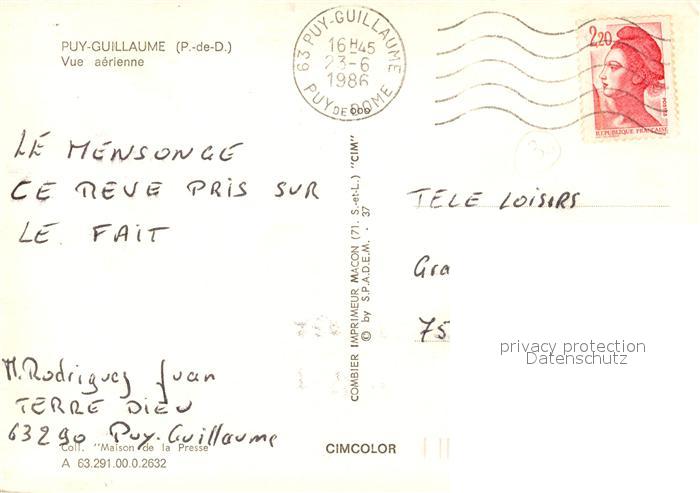 PUY-GUILLAUME (P.-de-D.)
Vue aérienne
63 PUY-GUILLAUME
16H45
23-6
1986
PUY DE DOME
2,20
POSTES
REPUBLIQUE FRANÇAISE
LE MENSONGE
CE REVE PRIS SUR
LE FAIT
COMBIER IMPRIMEUR MACON (71. S.-et-L.) "CIM"
© by S.P.A.D.E.M. - 37
TELE LOISIRS
Gra
75
privacy protection
Datenschutz
M. Rodriguez Juan
TERRE DIEU
63290 Puy-Guillaume
Coll. "Maison de la Presse"
A 63.291.00.0.2632
CIMCOLOR